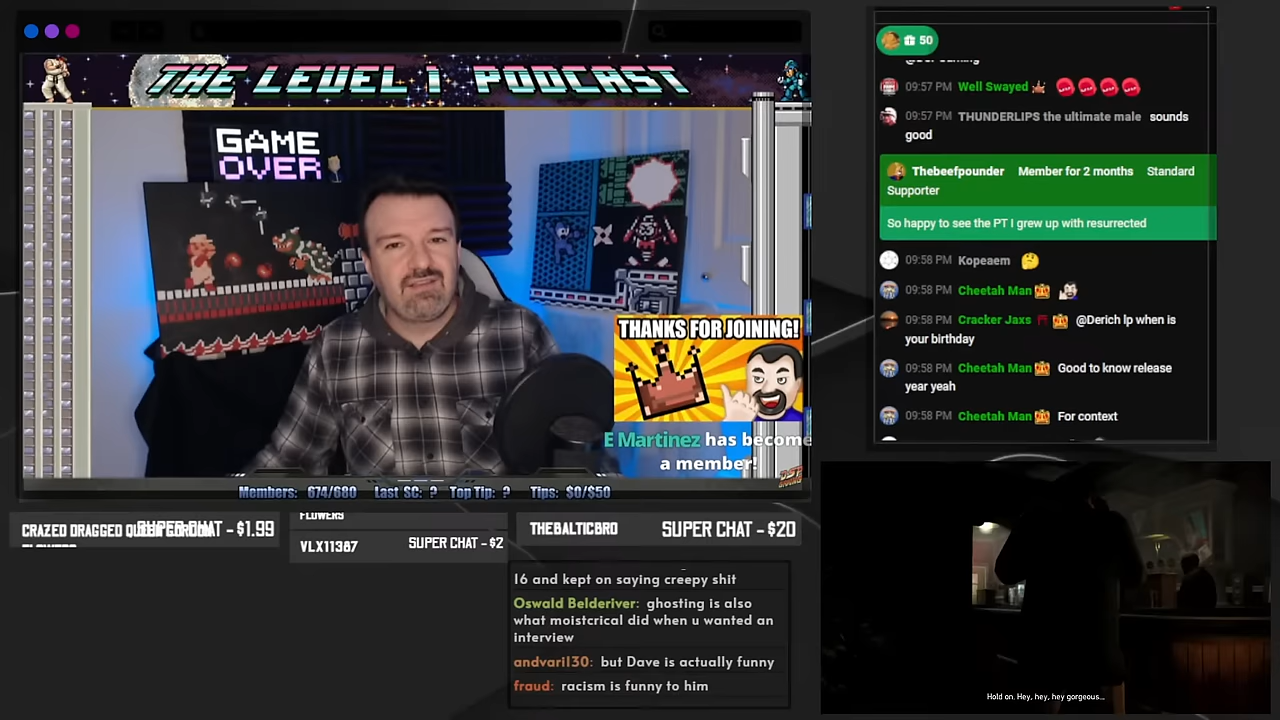 THE LEVEL 1 PODCAST
GAME
OVER
THANKS FOR JOINING!
E Martinez has become
a member!
Members: 674/680 Last SC: ? Top Tip: ? Tips: $0/$50
SUPER CHAT - $1.99
FLOWERS
VLX11387 SUPER CHAT - $2
THEBALTICBRO SUPER CHAT - $20
16 and kept on saying creepy shit
Oswald Belderiver: ghosting is also
what moistcrical did when u wanted an
interview
andvari130: but Dave is actually funny
fraud: racism is funny to him
50
09:57 PM Well Swayed
09:57 PM THUNDERLIPS the ultimate male sounds
good
Thebeefpounder Member for 2 months Standard
Supporter
So happy to see the PT I grew up with resurrected
09:58 PM Kopeaem
09:58 PM Cheetah Man
09:58 PM Cracker Jaxs @Derich lp when is
your birthday
09:58 PM Cheetah Man Good to know release
year yeah
09:58 PM Cheetah Man For context
Hold on. Hey, hey, hey gorgeous...